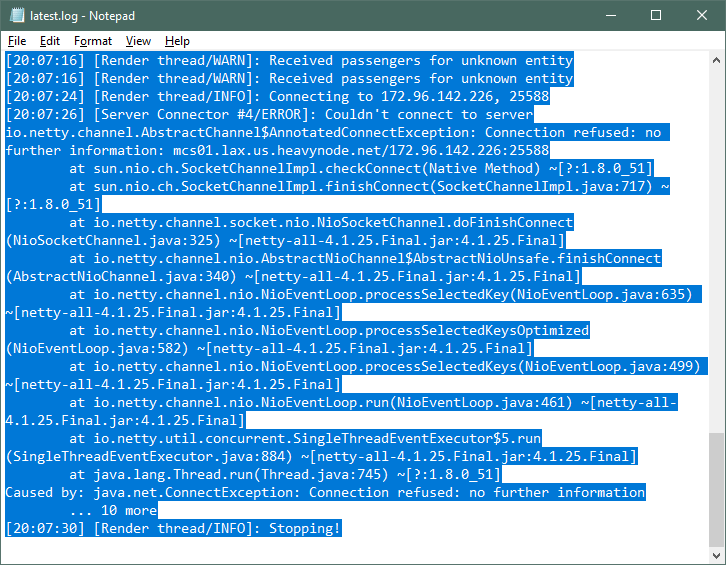 latest.log - Notepad
File Edit Format View Help
[20:07:16] [Render thread/WARN]: Received passengers for unknown entity
[20:07:16] [Render thread/WARN]: Received passengers for unknown entity
[20:07:24] [Render thread/INFO]: Connecting to 172.96.142.226, 25588
[20:07:26] [Server Connector #4/ERROR]: Couldn't connect to server
io.netty.channel.AbstractChannel$AnnotatedConnectException: Connection refused: no
further information: mcs01.lax.us.heavynode.net/172.96.142.226:25588
at sun.nio.ch.SocketChannelImpl.checkConnect(Native Method) ~[?:1.8.0_51]
at sun.nio.ch.SocketChannelImpl.finishConnect(SocketChannelImpl.java:717) ~
[?:1.8.0_51]
at io.netty.channel.socket.nio.NioSocketChannel.doFinishConnect
(NioSocketChannel.java:325) ~[netty-all-4.1.25.Final.jar:4.1.25.Final]
at io.netty.channel.nio.AbstractNioChannel$AbstractNioUnsafe.finishConnect
(AbstractNioChannel.java:340) ~[netty-all-4.1.25.Final.jar:4.1.25.Final]
at io.netty.channel.nio.NioEventLoop.processSelectedKey(NioEventLoop.java:635)
~[netty-all-4.1.25.Final.jar:4.1.25.Final]
at io.netty.channel.nio.NioEventLoop.processSelectedKeysOptimized
(NioEventLoop.java:582) ~[netty-all-4.1.25.Final.jar:4.1.25.Final]
at io.netty.channel.nio.NioEventLoop.processSelectedKeys(NioEventLoop.java:499)
~[netty-all-4.1.25.Final.jar:4.1.25.Final]
at io.netty.channel.nio.NioEventLoop.run(NioEventLoop.java:461) ~[netty-all-
4.1.25.Final.jar:4.1.25.Final]
at io.netty.util.concurrent.SingleThreadEventExecutor$5.run
(SingleThreadEventExecutor.java:884) ~[netty-all-4.1.25.Final.jar:4.1.25.Final]
at java.lang.Thread.run(Thread.java:745) ~[?:1.8.0_51]
Caused by: java.net.ConnectException: Connection refused: no further information
... 10 more
[20:07:30] [Render thread/INFO]: Stopping!